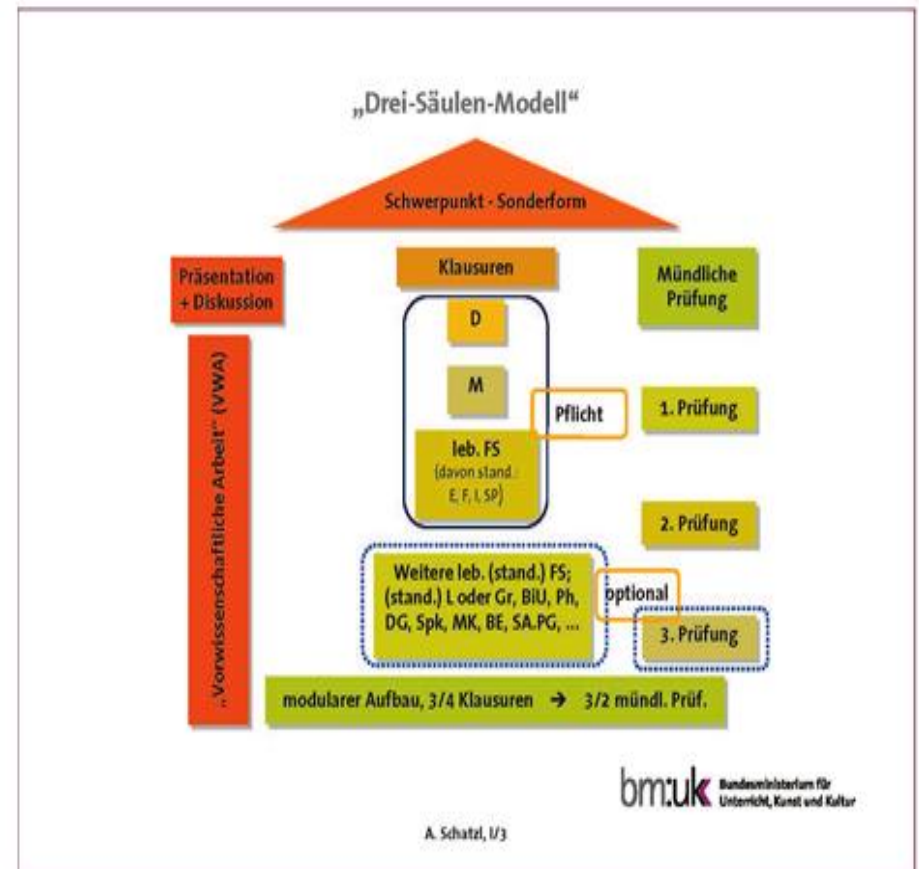 „Drei-Säulen-Modell“
Schwerpunkt - Sonderform
Präsentation
+ Diskussion
„Vorwissenschaftliche Arbeit“ (VWA)
Klausuren
D
M
leb. FS
(davon stand.:
E, F, I, SP)
Pflicht
Weitere leb. (stand.) FS;
(stand.) L oder Gr, BiU, Ph,
DG, Spk, MK, BE, SA.PG, ...
optional
Mündliche
Prüfung
1. Prüfung
2. Prüfung
3. Prüfung
modularer Aufbau, 3/4 Klausuren → 3/2 mündl. Prüf.
bm:uk
Bundesministerium für
Unterricht, Kunst und Kultur
A. Schatzl, I/3